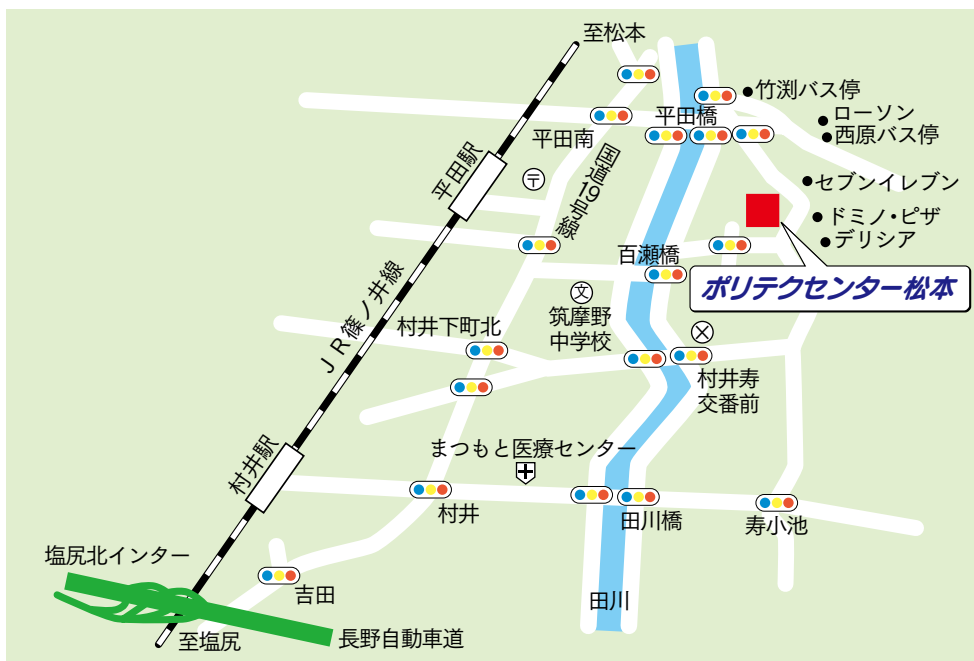 至松本
竹渕バス停
平田橋
ローソン
西原バス停
平田南
平田駅
〒
国道19号線
セブンイレブン
ドミノ・ピザ
デリシア
百瀬橋
ポリテクセンター松本
文
筑摩野
中学校
JR篠ノ井線
村井下町北
村井寿
交番前
まつもと医療センター
村井駅
村井
田川橋
寿小池
塩尻北インター
吉田
田川
至塩尻
長野自動車道